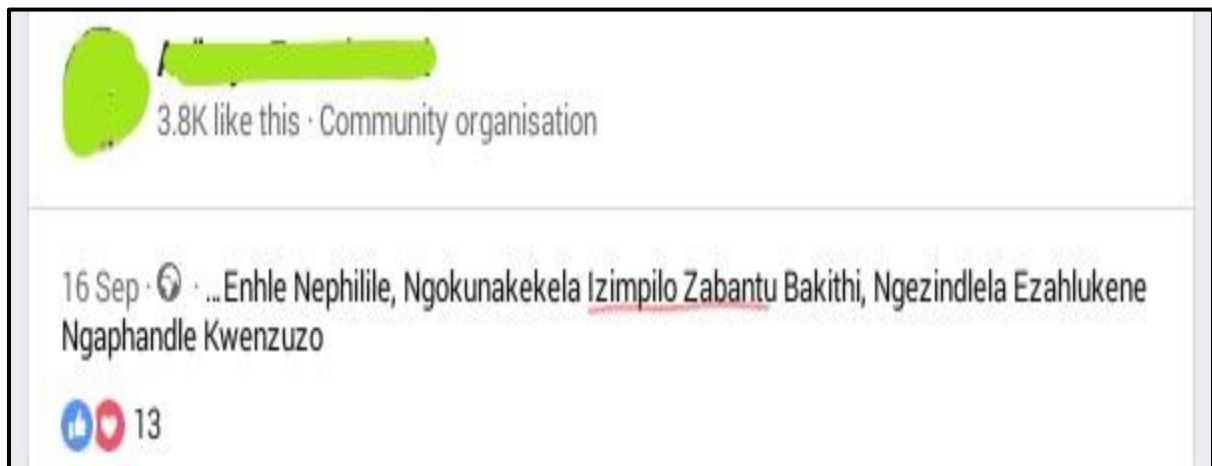 3.8K like this · Community organisation
16 Sep · · ...Enhle Nephilile, Ngokunakekela Izimpilo Zabantu Bakithi, Ngezindlela Ezahlukene
Ngaphandle Kwenzuzo
13